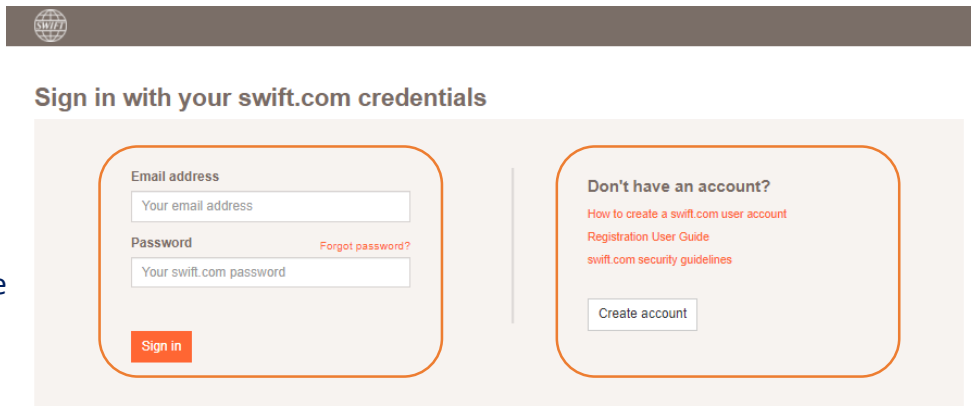 SWIFT
Sign in with your swift.com credentials
Email address
Your email address
Password Forgot password?
Your swift.com password
Sign in
Don't have an account?
How to create a swift.com user account
Registration User Guide
swift.com security guidelines
Create account
e